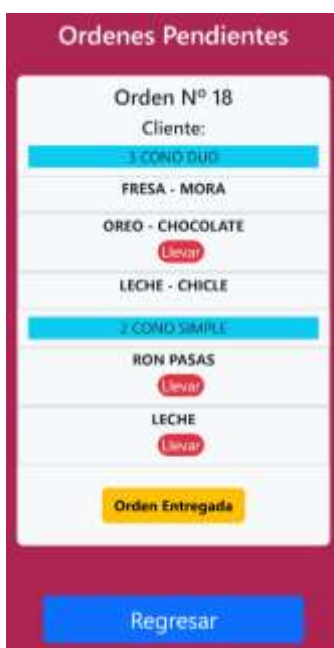 Ordenes Pendientes
Orden Nº 18
Cliente:
3 CONO DUO
FRESA - MORA
OREO - CHOCOLATE
Llevar
LECHE - CHICLE
2 CONO SIMPLE
RON PASAS
Llevar
LECHE
Llevar
Orden Entregada
Regresar